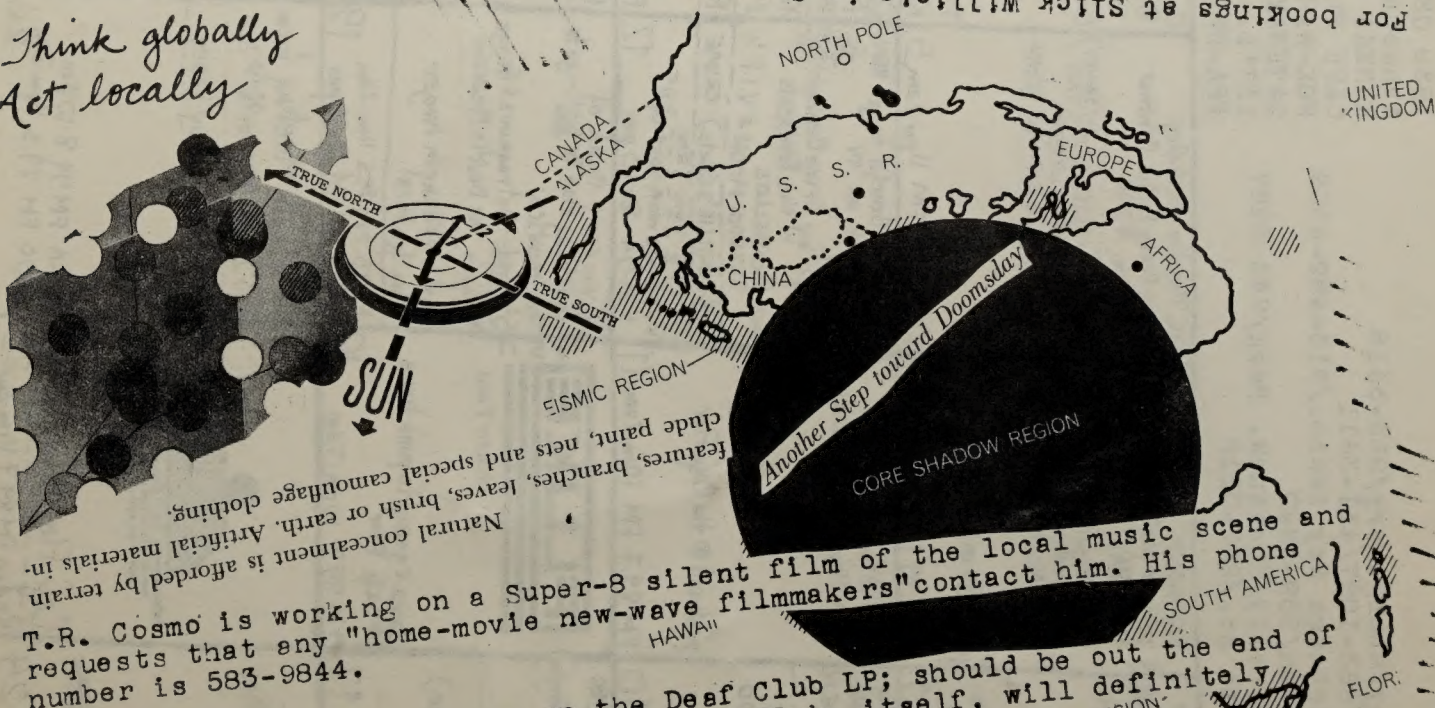 For bookings at Slick Willie's
Think globally
Act locally
NORTH POLE
UNITED
KINGDOM
CANADA
ALASKA
EUROPE
U. S. S. R.
TRUE NORTH
CHINA
AFRICA
TRUE SOUTH
SUN
EISMIC REGION
Another Step toward Doomsday
CORE SHADOW REGION
Natural concealment is afforded by terrain
features, branches, leaves, brush or earth. Artificial materials in-
clude paint, nets and special camouflage clothing.
T.R. Cosmo is working on a Super-8 silent film of the local music scene and
requests that any "home-movie new-wave filmmakers"contact him. His phone
number is 583-9844.
HAWAII
SOUTH AMERICA
the Deaf Club LP; should be out the end of
itself, will definitely
FLOR